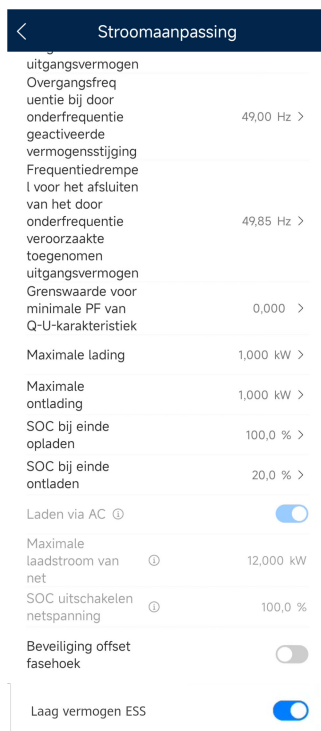 Stroomaanpassing
uitgangsvermogen
Overgangsfreq
uentie bij door
onderfrequentie
geactiveerde
vermogensstijging
49,00 Hz
Frequentiedrempe
l voor het afsluiten
van het door
onderfrequentie
veroorzaakte
toegenomen
uitgangsvermogen
49,85 Hz
Grenswaarde voor
minimale PF van
Q-U-karakteristiek
0,000
Maximale lading
1,000 kW
Maximale
ontlading
1,000 kW
SOC bij einde
opladen
100,0 %
SOC bij einde
ontladen
20,0 %
Laden via AC
Maximale
laadstroom van
net
12,000 kW
SOC uitschakelen
netspanning
100,0 %
Beveiliging offset
fasehoek
Laag vermogen ESS